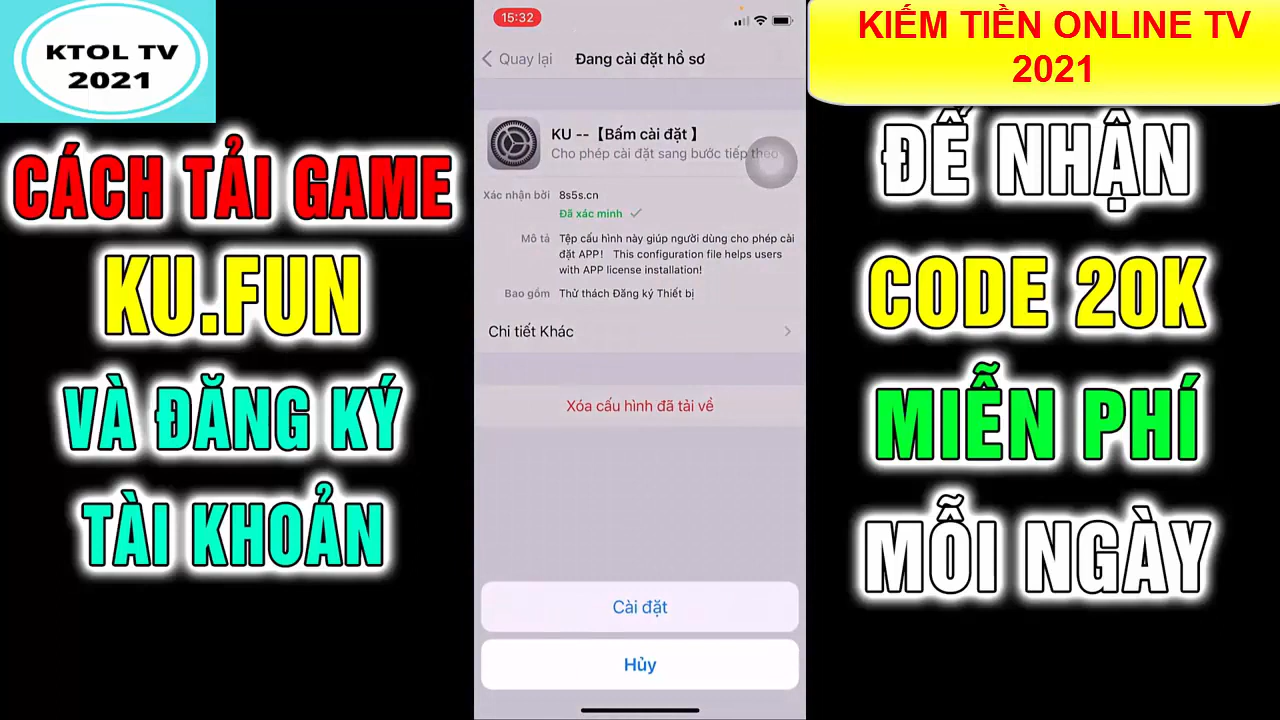 KTOL TV
2021
CÁCH TẢI GAME
KU.FUN
VÀ ĐĂNG KÝ
TÀI KHOẢN
15:32
Quay lại
Đang cài đặt hồ sơ
KU --【Bấm cài đặt】
Cho phép cài đặt sang bước tiếp theo
Xác nhận bởi 8s5s.cn
Đã xác minh
Mô tả Tệp cấu hình này giúp người dùng cho phép cài
đặt APP! This configuration file helps users
with APP license installation!
Bao gồm Thử thách Đăng ký Thiết bị
Chi tiết Khác
Xóa cấu hình đã tải về
Cài đặt
Hủy
KIẾM TIỀN ONLINE TV
2021
ĐỂ NHẬN
CODE 20K
MIỄN PHÍ
MỖI NGÀY